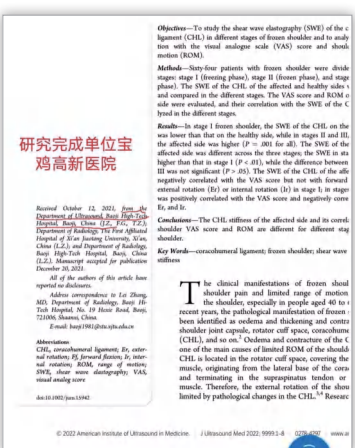 Objectives—To study the shear wave elastography (SWE) of the c
ligament (CHL) in different stages of frozen shoulder and to analy
tion with the visual analogue scale (VAS) score and should
motion (ROM).
Methods—Sixty-four patients with frozen shoulder were divide
stages: stage I (freezing phase), stage II (frozen phase), and stage
phase). The SWE of the CHL of the affected and healthy sides w
and compared in the different stages. The VAS score and ROM o
side were evaluated, and their correlation with the SWE of the C
lyzed in the different stages.
Results—In stage I frozen shoulder, the SWE of the CHL on the
was lower than that on the healthy side, while in stages II and III,
the affected side was higher (P = .001 for all). The SWE of the
affected side was different across the three stages; the SWE in sta
higher than that in stage I (P < .01), while the difference between
III was not significant (P > .05). The SWE of the CHL of the affe
negatively correlated with the VAS score but not with forward
external rotation (Er) or internal rotation (Ir) in stage I; in stages
was positively correlated with the VAS score and negatively corre
Er, and Ir.
Conclusions—The CHL stiffness of the affected side and its correla
shoulder VAS score and ROM are different for different stag
shoulder.
Key Words—coracohumeral ligament; frozen shoulder; shear wave
stiffness
研究完成单位宝
鸡高新医院
Received October 12, 2021, from the
Department of Ultrasound, Baoji High-Tech
Hospital, Baoji, China (J.Z., F.G., T.Z.);
Department of Radiology, The First Affiliated
Hospital of Xi'an Jiaotong University, Xi'an,
China (L.Z.); and Department of Radiology,
Baoji High-Tech Hospital, Baoji, China
(L.Z.). Manuscript accepted for publication
December 20, 2021.
All of the authors of this article have
reported no disclosures.
Address correspondence to Lei Zhang,
MD, Department of Radiology, Baoji Hi-
Tech Hospital, No. 19 Road, Baoji,
721006, Shaanxi, China.
E-mail:
Abbreviations
CHL, coracohumeral ligament; Er, exter-
nal rotation; Ff, forward flexion; Ir, inter-
nal rotation; ROM, range of motion;
SWE, shear wave elastography; VAS,
visual analog score
doi:10.1002/jum.15942
The clinical manifestations of frozen shoul
shoulder pain and limited range of motion
the shoulder, especially in people aged 40 to
recent years, the pathological manifestation of frozen
been identified as oedema and thickening and contra
shoulder joint capsule, rotator cuff space, coracohume
(CHL), and so on.² Oedema and contracture of the C
one of the main causes of limited ROM of the should
CHL is located in the rotator cuff space, covering the
muscle, originating from the lateral base of the cora
and terminating in the supraspinatus tendon or
muscle. Therefore, the external rotation of the shou
limited by pathological changes in the CHL.³,⁴ Researc
© 2022 American Institute of Ultrasound in Medicine. | J Ultrasound Med 2022; 9999:1–8 | 0278-4297 | www.ai